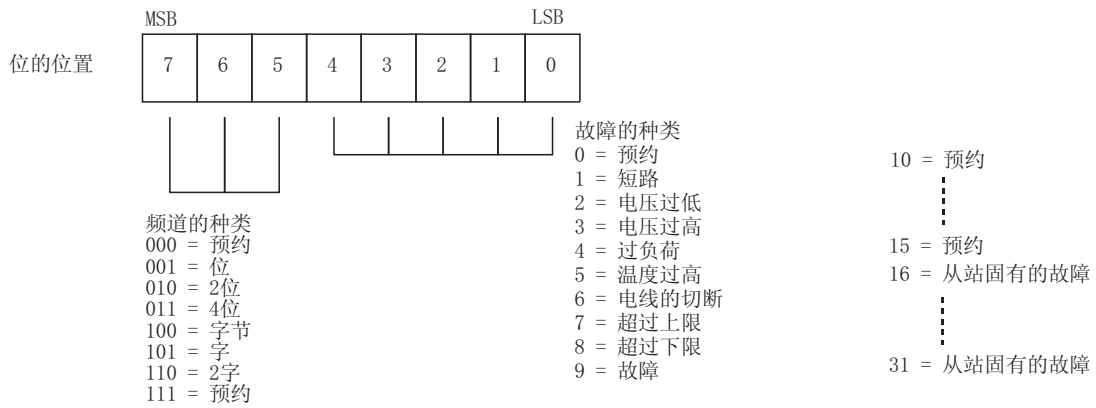 MSB LSB
位的位置 7 6 5 4 3 2 1 0
频道的种类
000 = 预约
001 = 位
010 = 2位
011 = 4位
100 = 字节
101 = 字
110 = 2字
111 = 预约
故障的种类
0 = 预约
1 = 短路
2 = 电压过低
3 = 电压过高
4 = 过负荷
5 = 温度过高
6 = 电线的切断
7 = 超过上限
8 = 超过下限
9 = 故障
10 = 预约
15 = 预约
16 = 从站固有的故障
31 = 从站固有的故障